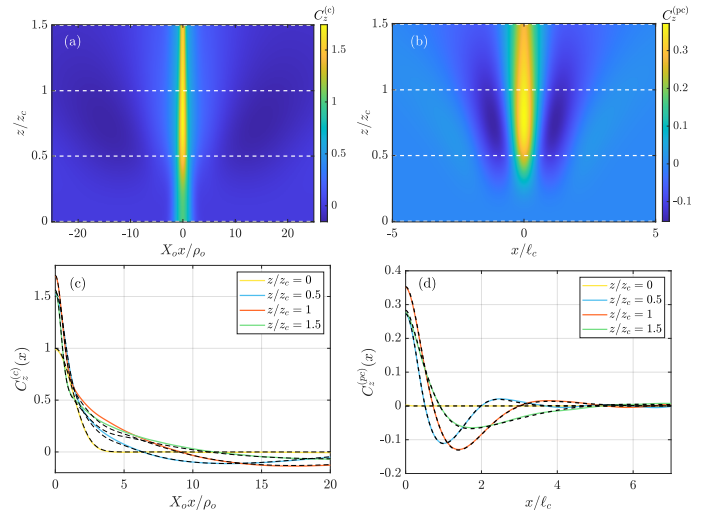 C_z^(c)
C_z^(pc)
(a)
(b)
1.5
1
0.5
0
z/z_c
-20 -10 0 10 20
X_o x/ρ_o
1.5
1
0.5
0
1.5
1
0.5
0
z/z_c
-5 0 5
x/ℓ_c
0.3
0.2
0.1
0
-0.1
(c)
z/z_c = 0
z/z_c = 0.5
z/z_c = 1
z/z_c = 1.5
1.5
1
0.5
0
C_z^(c)(x)
0 5 10 15 20
X_o x/ρ_o
(d)
z/z_c = 0
z/z_c = 0.5
z/z_c = 1
z/z_c = 1.5
0.4
0.3
0.2
0.1
0
-0.1
-0.2
C_z^(pc)(x)
0 2 4 6
x/ℓ_c